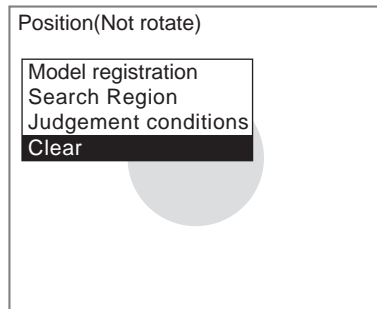 Position(Not rotate)
Model registration
Search Region
Judgement conditions
Clear